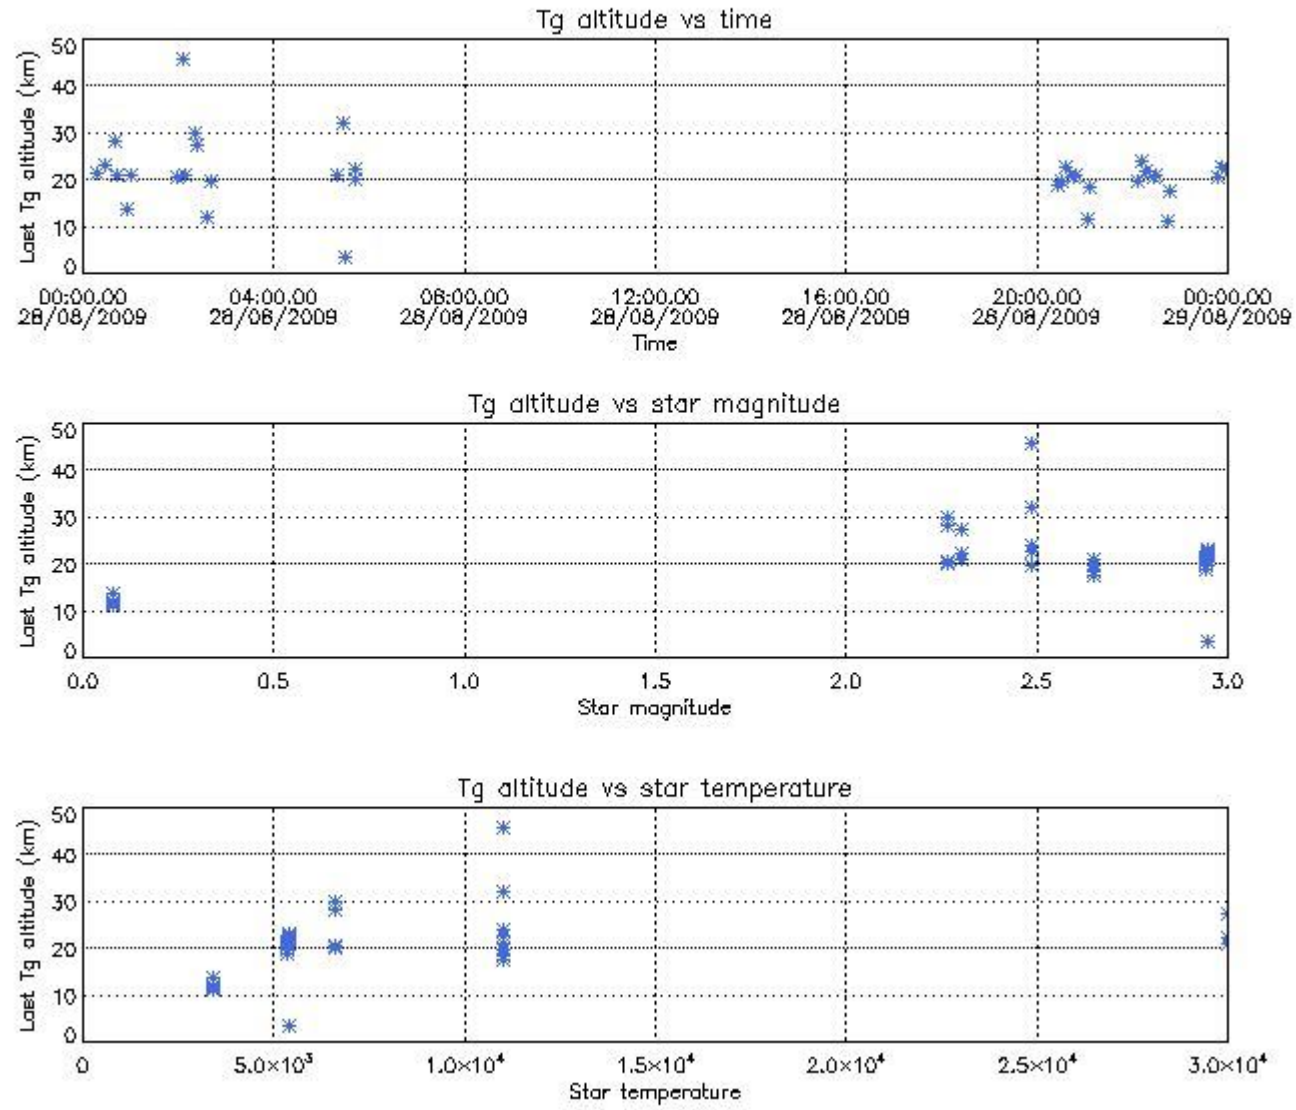 Tg altitude vs time
Last Tg altitude (km)
50
40
30
20
10
0
00:00.00 04:00.00 08:00.00 12:00.00 16:00.00 20:00.00 00:00.00
28/08/2009 28/08/2009 28/08/2009 28/08/2009 28/08/2009 28/08/2009 29/08/2009
Time
Tg altitude vs star magnitude
Last Tg altitude (km)
50
40
30
20
10
0
0.0 0.5 1.0 1.5 2.0 2.5 3.0
Star magnitude
Tg altitude vs star temperature
Last Tg altitude (km)
50
40
30
20
10
0
0 5.0×10³ 1.0×10⁴ 1.5×10⁴ 2.0×10⁴ 2.5×10⁴ 3.0×10⁴
Star temperature